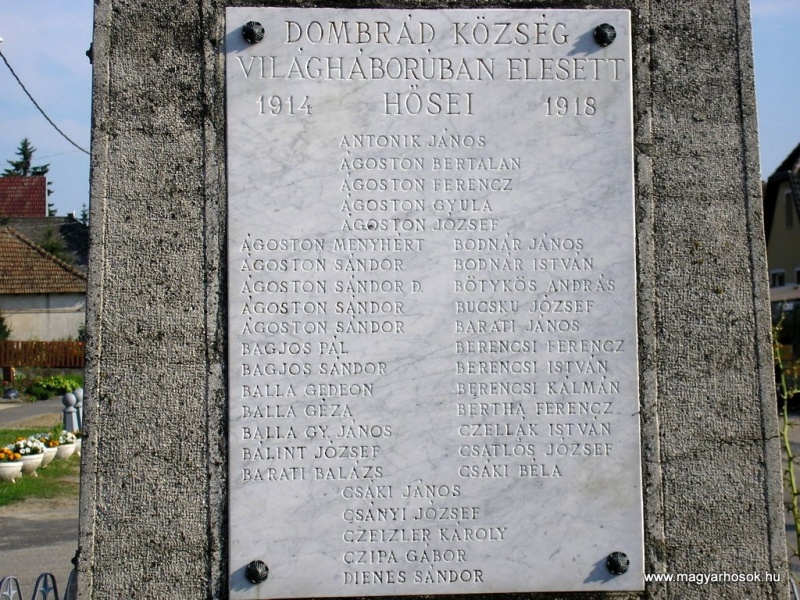 DOMBRÁD KÖZSÉG
VILÁGHÁBORÚBAN ELESETT
1914 HŐSEI 1918
ANTONIK JÁNOS
ÁGOSTON BERTALAN
ÁGOSTON FERENCZ
ÁGOSTON GYULA
ÁGOSTON JÓZSEF
ÁGOSTON MENYHÉRT BODNÁR JÁNOS
ÁGOSTON SÁNDOR BODNÁR ISTVÁN
ÁGOSTON SÁNDOR D. BÖTYKÖS ANDRÁS
ÁGOSTON SÁNDOR BUCSKU JÓZSEF
ÁGOSTON SÁNDOR BARATI JÁNOS
BAGJOS PÁL BERENCSI FERENCZ
BAGJOS SÁNDOR BERENCSI ISTVÁN
BALLA GEDEON BERENCSI KÁLMÁN
BALLA GÉZA BERTHA FERENCZ
BALLA GY. JÁNOS CZELLÁK ISTVÁN
BÁLINT JÓZSEF CSATLÓS JÓZSEF
BARATI BALÁZS CSÁKI BÉLA
CSÁKI JÁNOS
CSÁNYI JÓZSEF
CZEIZLER KÁROLY
CZIPA GÁBOR
DIENES SÁNDOR
www.magyarhosok.hu